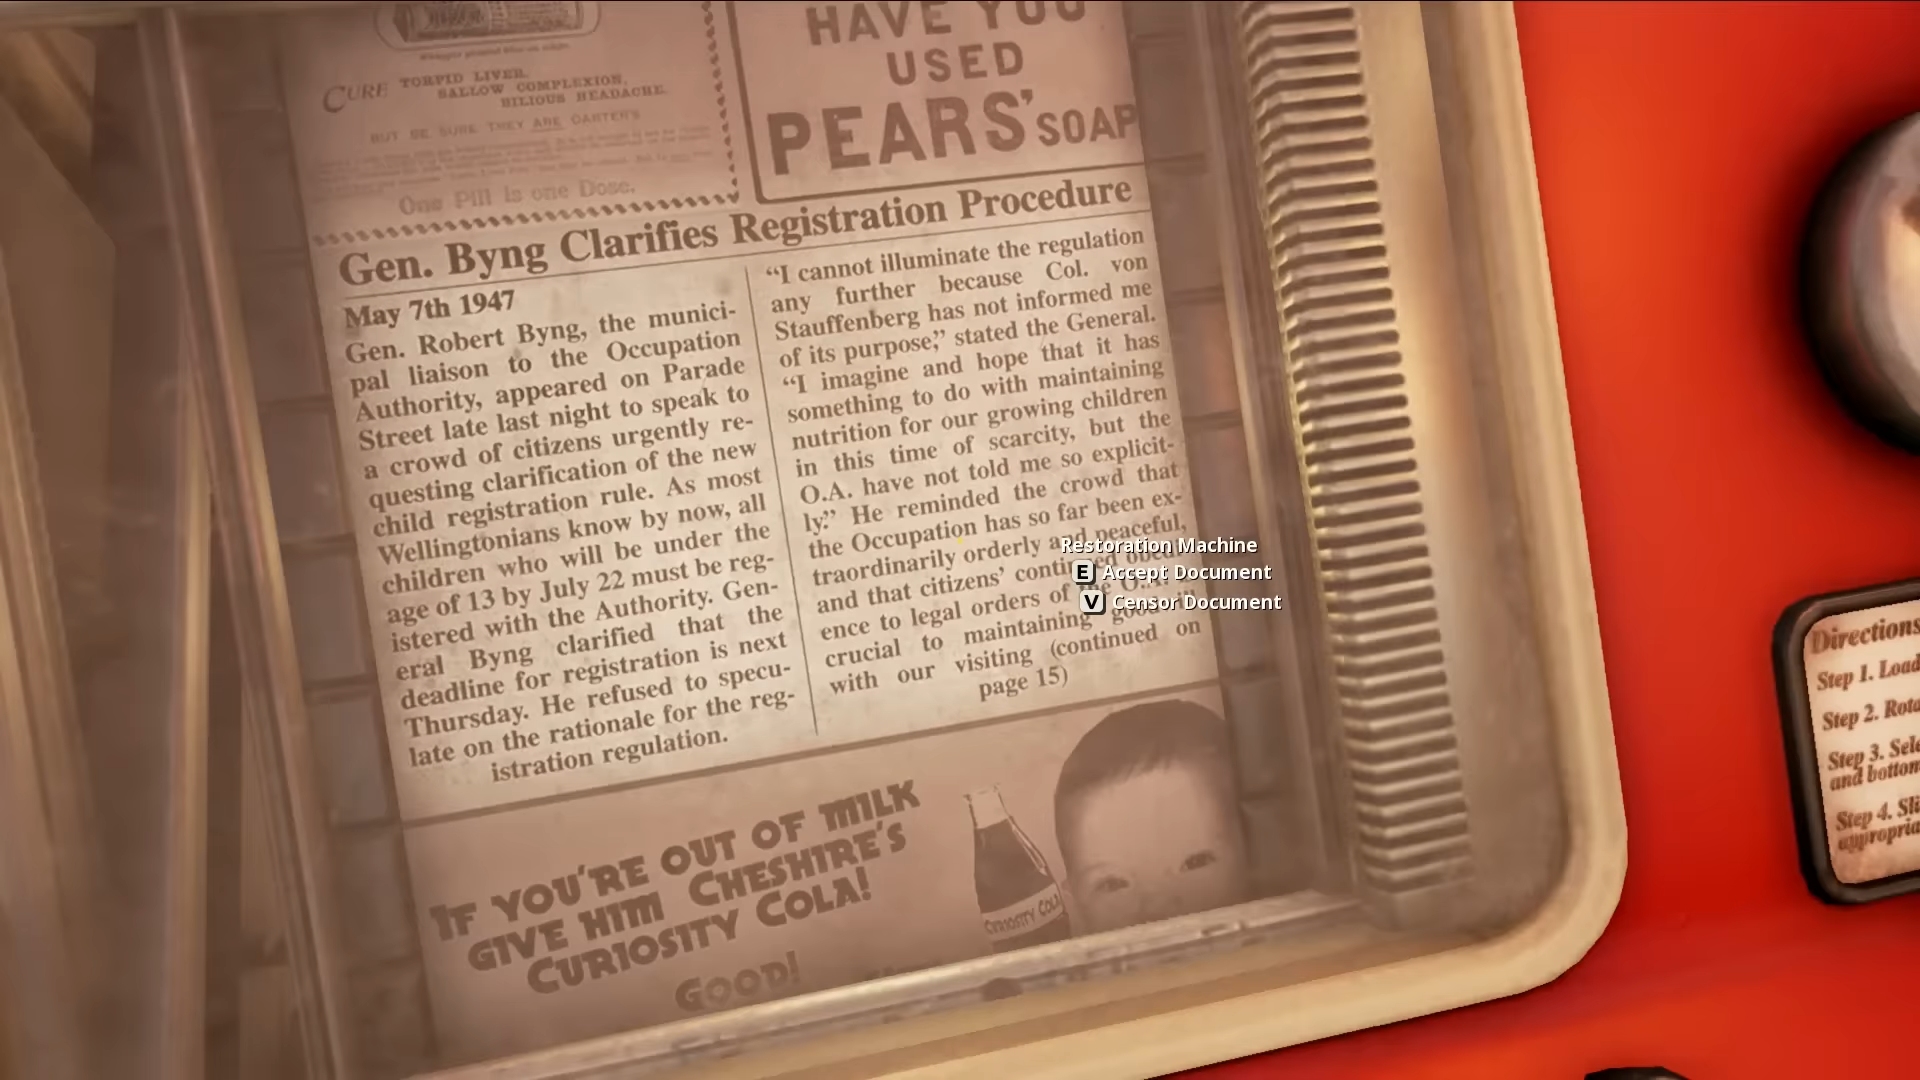 CURE TORPID LIVER,
SALLOW COMPLEXION,
BILIOUS HEADACHE.
BUT BE SURE THEY ARE CARTER'S
One Pill is one Dose.
HAVE YOU
USED
PEARS' SOAP
Gen. Byng Clarifies Registration Procedure
May 7th 1947
Gen. Robert Byng, the munici-
pal liaison to the Occupation
Authority, appeared on Parade
Street late last night to speak to
a crowd of citizens urgently re-
questing clarification of the new
child registration rule. As most
Wellingtonians know by now, all
children who will be under the
age of 13 by July 22 must be reg-
istered with the Authority. Gen-
eral Byng clarified that the
deadline for registration is next
Thursday. He refused to specu-
late on the rationale for the reg-
istration regulation.
“I cannot illuminate the regulation
any further because Col. von
Stauffenberg has not informed me
of its purpose,” stated the General.
“I imagine and hope that it has
something to do with maintaining
nutrition for our growing children
in this time of scarcity, but the
O.A. have not told me so explicit-
ly.” He reminded the crowd that
the Occupation has so far been ex-
traordinarily orderly and peaceful,
and that citizens’ continued
ence to legal orders of the O.A.
crucial to maintaining
with our visiting (continued on
page 15)
Restoration Machine
E Accept Document
V Censor Document
IF YOU'RE OUT OF MILK
GIVE HIM CHESHIRE'S
CURIOSITY COLA!
GOOD!
CURIOSITY COLA
Directions
Step 1. Load
Step 2.
Step 3.
and bottom
Step 4.